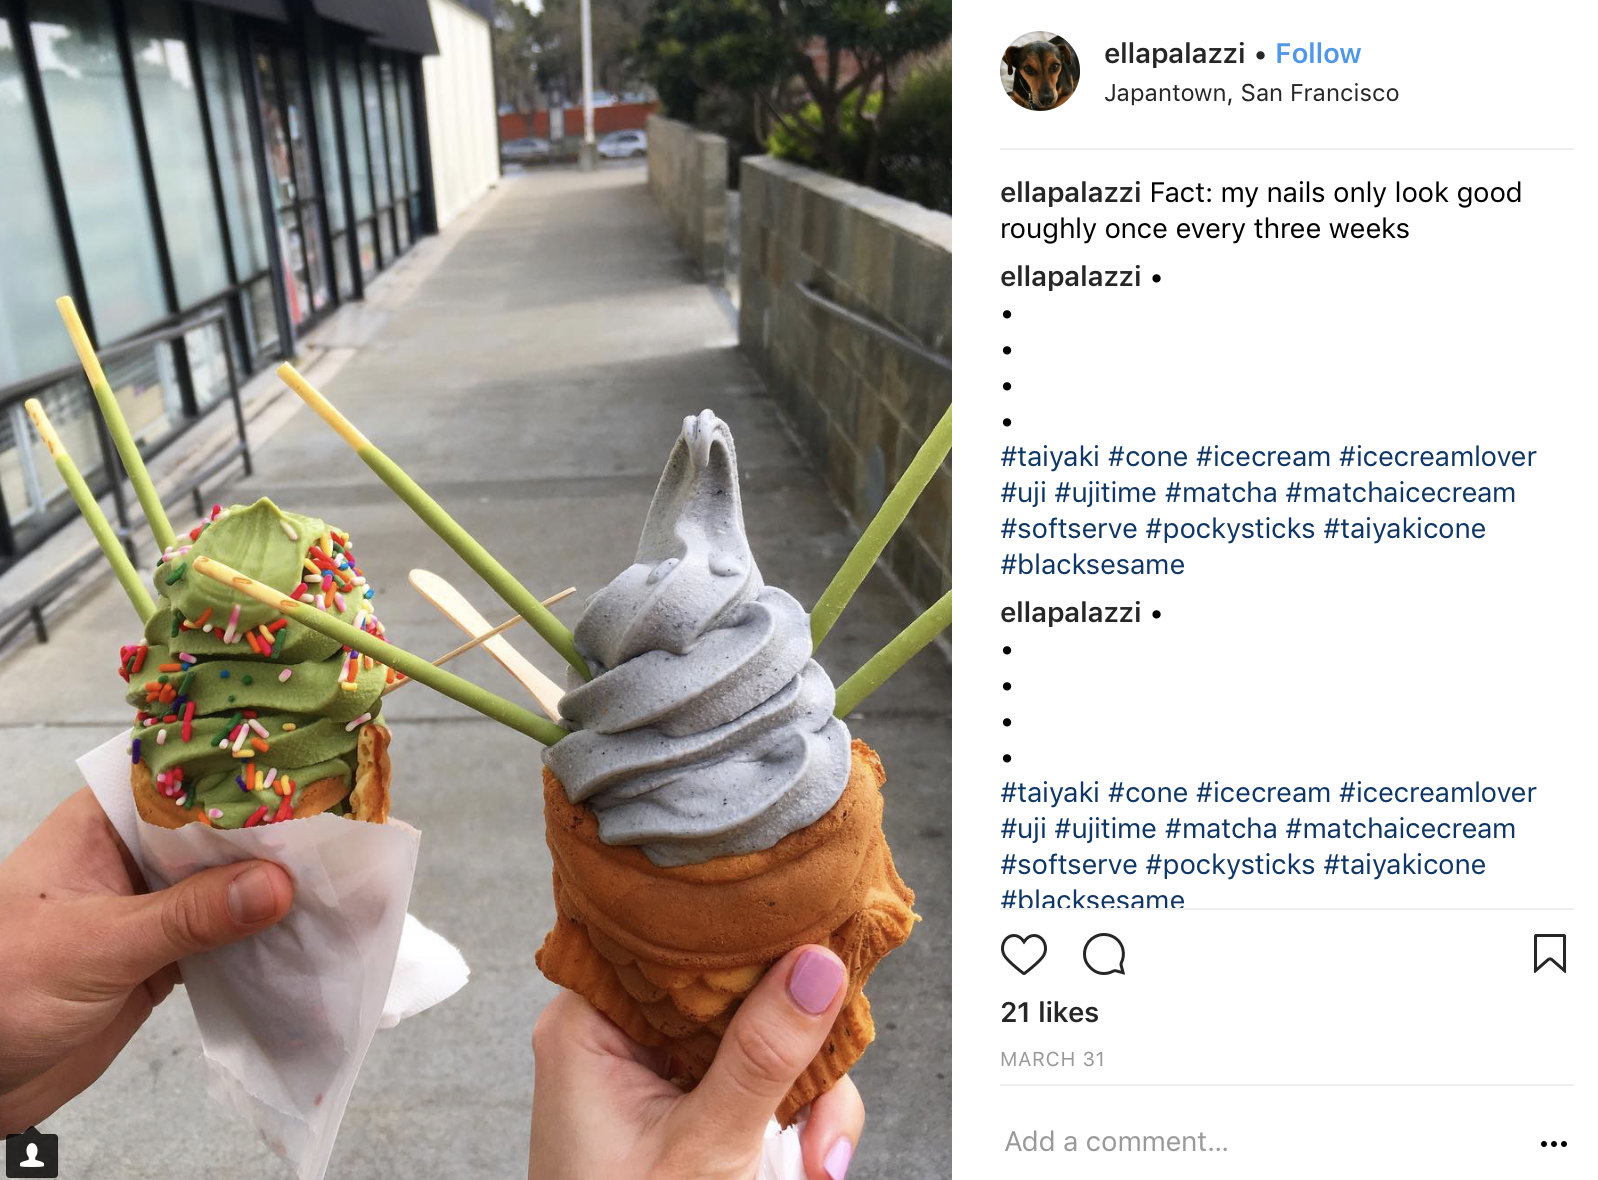 ellapalazzi • Follow
Japantown, San Francisco
ellapalazzi Fact: my nails only look good
roughly once every three weeks
ellapalazzi •
•
•
•
•
#taiyaki #cone #icecream #icecreamlover
#uji #ujitime #matcha #matchaicecream
#softserve #pockysticks #taiyakicone
#blacksesame
ellapalazzi •
•
•
•
•
#taiyaki #cone #icecream #icecreamlover
#uji #ujitime #matcha #matchaicecream
#softserve #pockysticks #taiyakicone
#blacksesame
21 likes
MARCH 31
Add a comment...